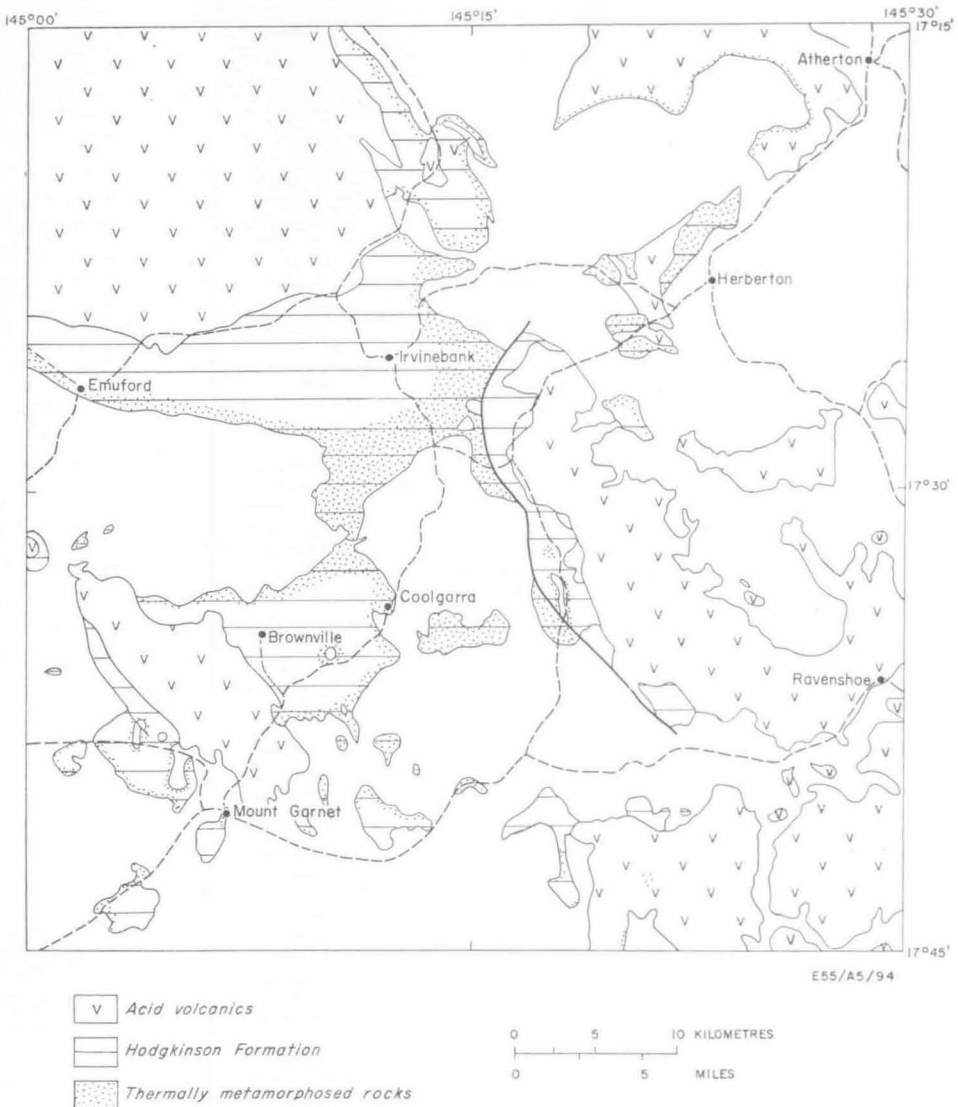 145°00'
145°15'
145°30'
17°15'
Atherton
Herberton
Irvinebank
Emuford
17°30'
Coolgarra
Brownville
Ravenshoe
Mount Garnet
17°45'
E55/A5/94
v Acid volcanics
Hodgkinson Formation
Thermally metamorphosed rocks
0 5 10 KILOMETRES
0 5 MILES